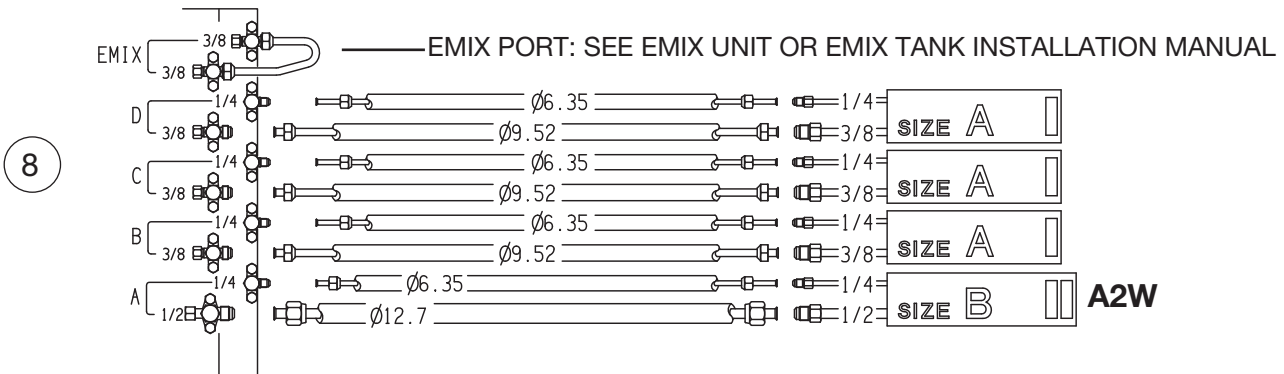 EMIX 3/8 EMIX PORT: SEE EMIX UNIT OR EMIX TANK INSTALLATION MANUAL
3/8
D 1/4 Ø6.35 1/4 SIZE A
3/8 Ø9.52 3/8
8
C 1/4 Ø6.35 1/4 SIZE A
3/8 Ø9.52 3/8
B 1/4 Ø6.35 1/4 SIZE A
3/8 Ø9.52 3/8
A 1/4 Ø6.35 1/4 SIZE B A2W
1/2 Ø12.7 1/2